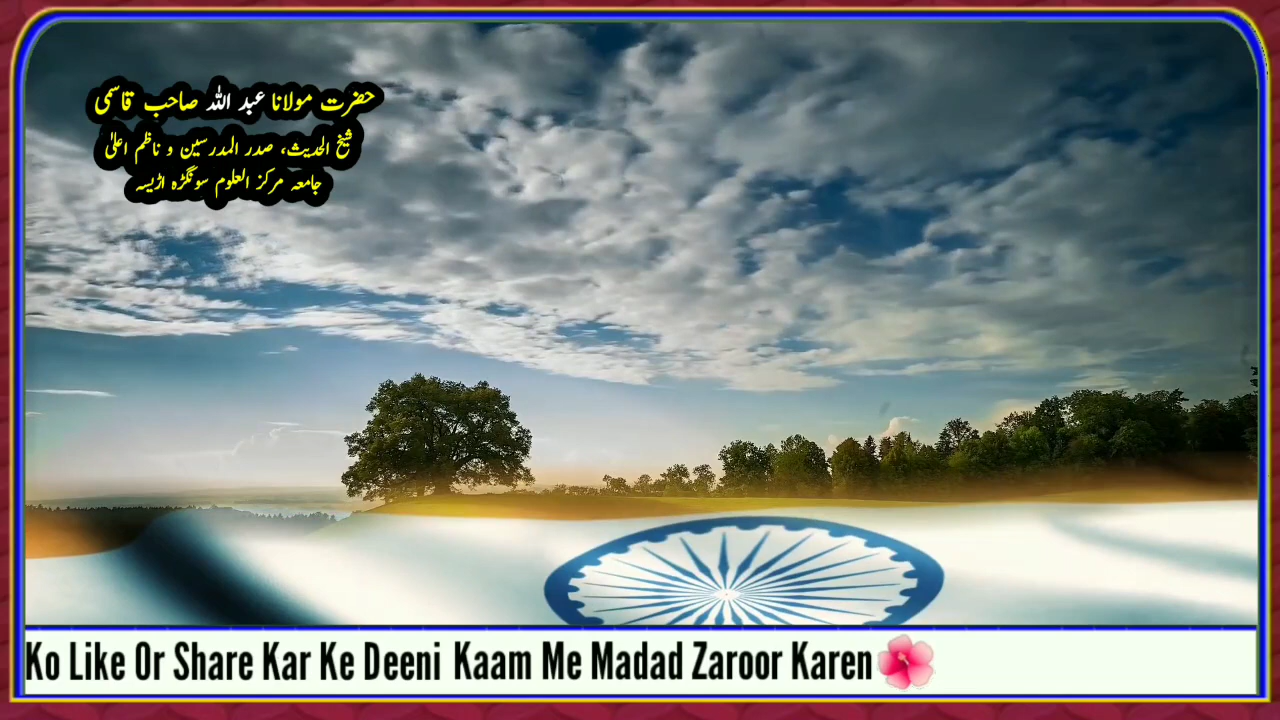 حضرت مولانا عبد اللہ صاحب قاسمی
شیخ الحدیث، صدر المدرسین و ناظم اعلیٰ
جامعہ مرکز العلوم سونگڑہ اڑیسہ
Ko Like Or Share Kar Ke Deeni Kaam Me Madad Zaroor Karen